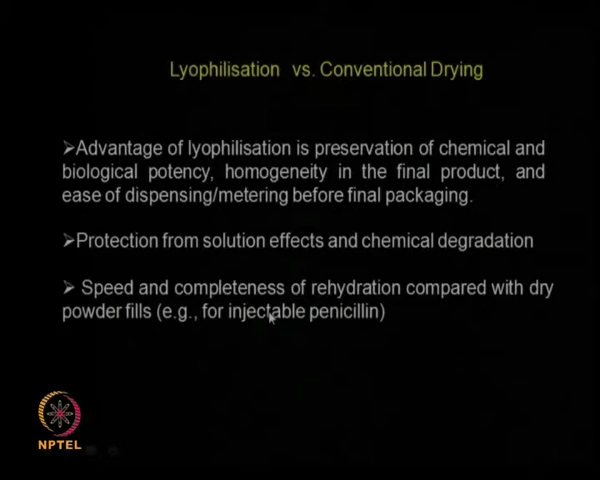 Lyophilisation vs. Conventional Drying
➢Advantage of lyophilisation is preservation of chemical and
biological potency, homogeneity in the final product, and
ease of dispensing/metering before final packaging.
➢Protection from solution effects and chemical degradation
➢ Speed and completeness of rehydration compared with dry
powder fills (e.g., for injectable penicillin)
NPTEL